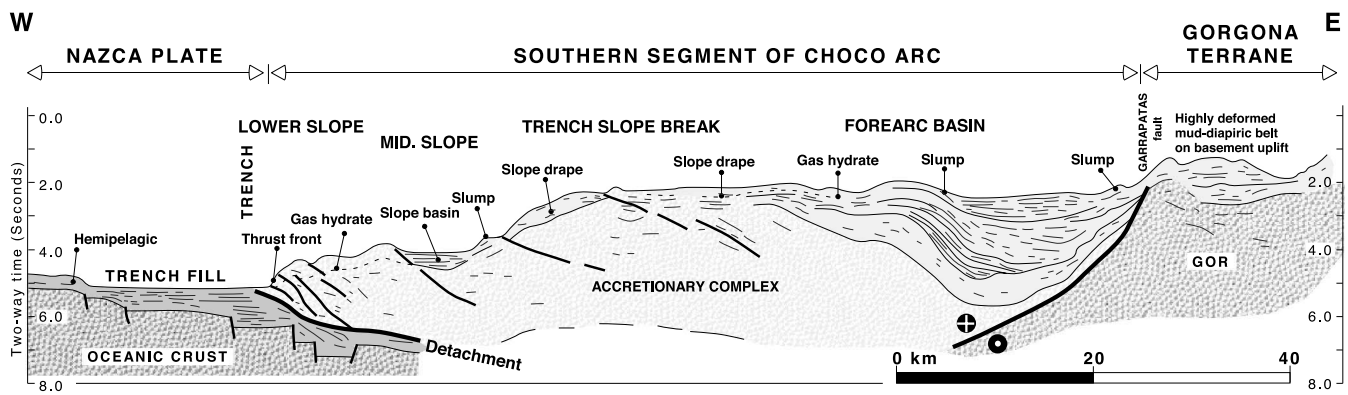 W
E
NAZCA PLATE
SOUTHERN SEGMENT OF CHOCO ARC
GORGONA
TERRANE
0.0
2.0
4.0
6.0
8.0
Two-way time (Seconds)
LOWER SLOPE
MID. SLOPE
TRENCH SLOPE BREAK
FOREARC BASIN
GARRAPATAS
fault
Highly deformed
mud-diapiric belt
on basement uplift
TRENCH
Slope drape
Slope drape
Gas hydrate
Slump
Slump
Slump
Gas hydrate
Slope basin
Hemipelagic
Thrust front
TRENCH FILL
ACCRETIONARY COMPLEX
GOR
OCEANIC CRUST
Detachment
0 km
20
40
0.0
2.0
4.0
6.0
8.0